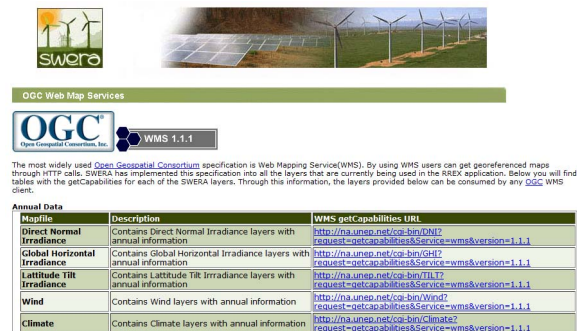 swera
OGC Web Map Services
OGC®
Open Geospatial Consortium, Inc.
WMS 1.1.1
The most widely used Open Geospatial Consortium specification is Web Mapping Service(WMS). By using WMS users can get georeferenced maps
through HTTP calls. SWERA has implemented this specification into all the layers that are currently being used in the RREX application. Below you will find
tables with the getCapabilities for each of the SWERA layers. Through this information, the layers provided below can be consumed by any OGC WMS
client.
Annual Data
Mapfile Description WMS getCapabilities URL
Direct Normal Irradiance Contains Direct Normal Irradiance layers with annual information http://na.unep.net/cgi-bin/DNI?request=getcapabilities&Service=wms&version=1.1.1
Global Horizontal Irradiance Contains Global Horizontal Irradiance layers with annual information http://na.unep.net/cgi-bin/GHI?request=getcapabilities&Service=wms&version=1.1.1
Lattitude Tilt Irradiance Contains Lattitude Tilt Irrradiance layers with annual information http://na.unep.net/cgi-bin/TILT?request=getcapabilities&Service=wms&version=1.1.1
Wind Contains Wind layers with annual information http://na.unep.net/cgi-bin/Wind?request=getcapabilities&Service=wms&version=1.1.1
Climate Contains Climate layers with annual information http://na.unep.net/cgi-bin/Climate?request=getcapabilities&Service=wms&version=1.1.1